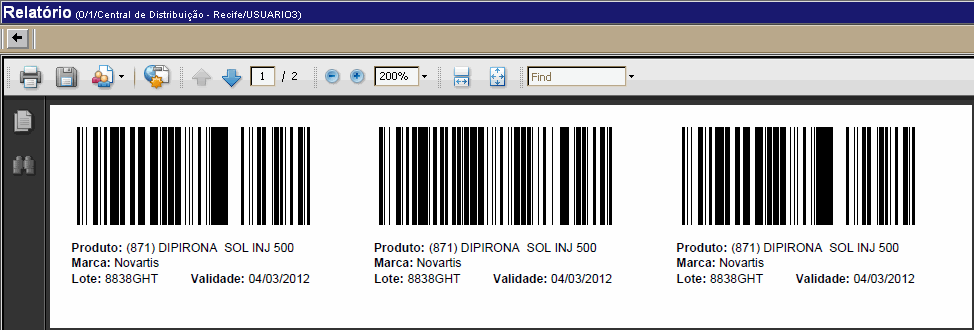 Relatório (0/1/Central de Distribuição - Recife/USUARIO3)
1 / 2 200% Find
Produto: (871) DIPIRONA  SOL INJ 500 Produto: (871) DIPIRONA  SOL INJ 500 Produto: (871) DIPIRONA  SOL INJ 500
Marca: Novartis Marca: Novartis Marca: Novartis
Lote: 8838GHT Validade: 04/03/2012 Lote: 8838GHT Validade: 04/03/2012 Lote: 8838GHT Validade: 04/03/2012